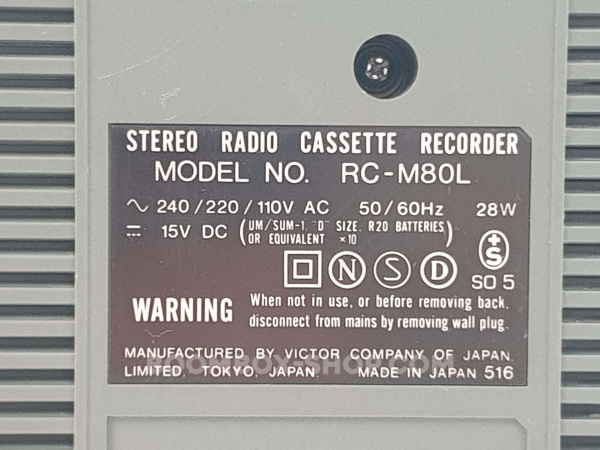 STEREO RADIO CASSETTE RECORDER
MODEL NO. RC-M80L
∿ 240/220/110V AC 50/60Hz 28W
⎓ 15V DC (UM/SUM-1, "D" SIZE, R20 BATTERIES
OR EQUIVALENT ×10)
N S D +S
SO 5
WARNING When not in use, or before removing back,
disconnect from mains by removing wall plug.
MANUFACTURED BY VICTOR COMPANY OF JAPAN,
BOOMBOX-SHOP.COM
LIMITED, TOKYO, JAPAN. MADE IN JAPAN 516